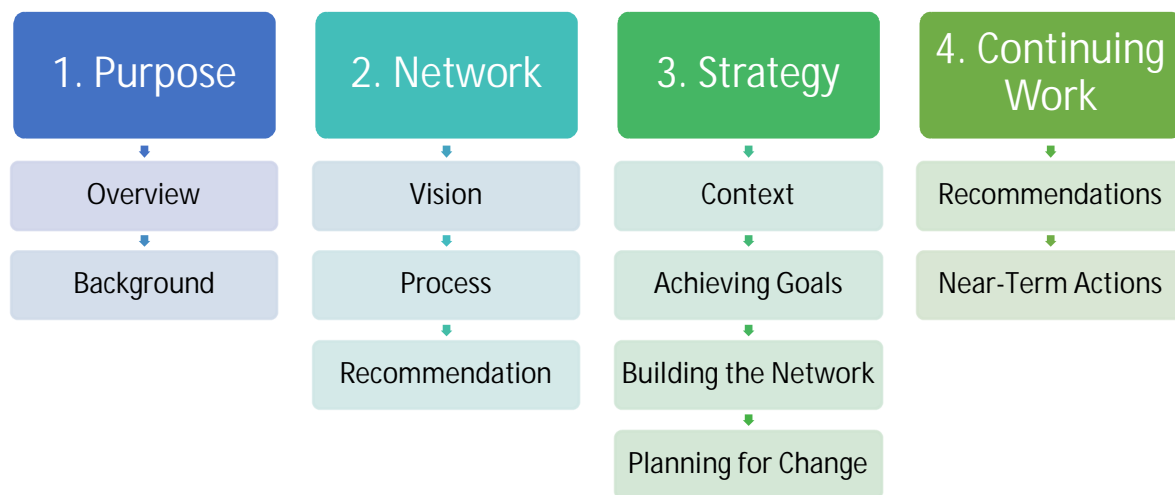 1. Purpose
Overview
Background
2. Network
Vision
Process
Recommendation
3. Strategy
Context
Achieving Goals
Building the Network
Planning for Change
4. Continuing
Work
Recommendations
Near-Term Actions